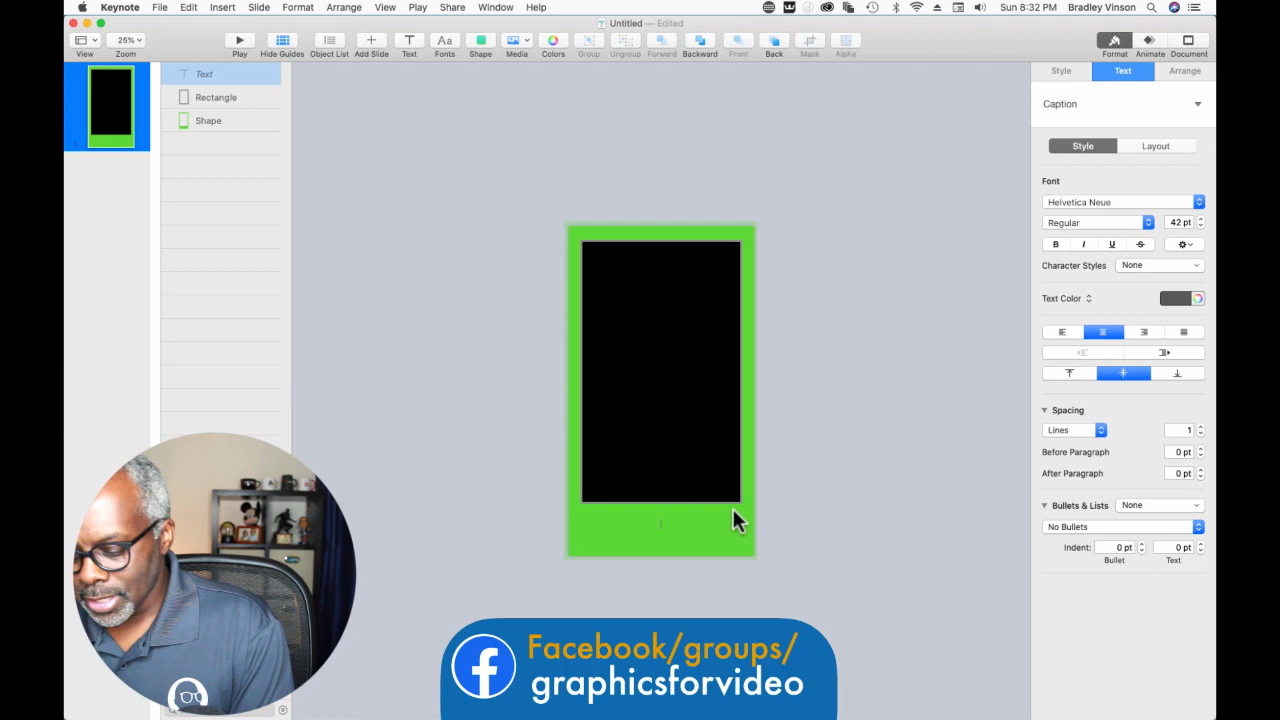 Keynote File Edit Insert Slide Format Arrange View Play Share Window Help
Sun 8:32 PM Bradley Vinson
Untitled — Edited
25%
View Zoom Play Hide Guides Object List Add Slide Text Fonts Shape Media Colors Group Ungroup Forward Backward Front Back Mask Alpha Format Animate Document
Text
Rectangle
Shape
1
Style Text Arrange
Caption
Style Layout
Font
Helvetica Neue
Regular 42 pt
B I U S
Character Styles None
Text Color
Spacing
Lines 1
Before Paragraph 0 pt
After Paragraph 0 pt
Bullets & Lists None
No Bullets
Indent: 0 pt 0 pt
Bullet Text
Facebook/groups/
graphicsforvideo